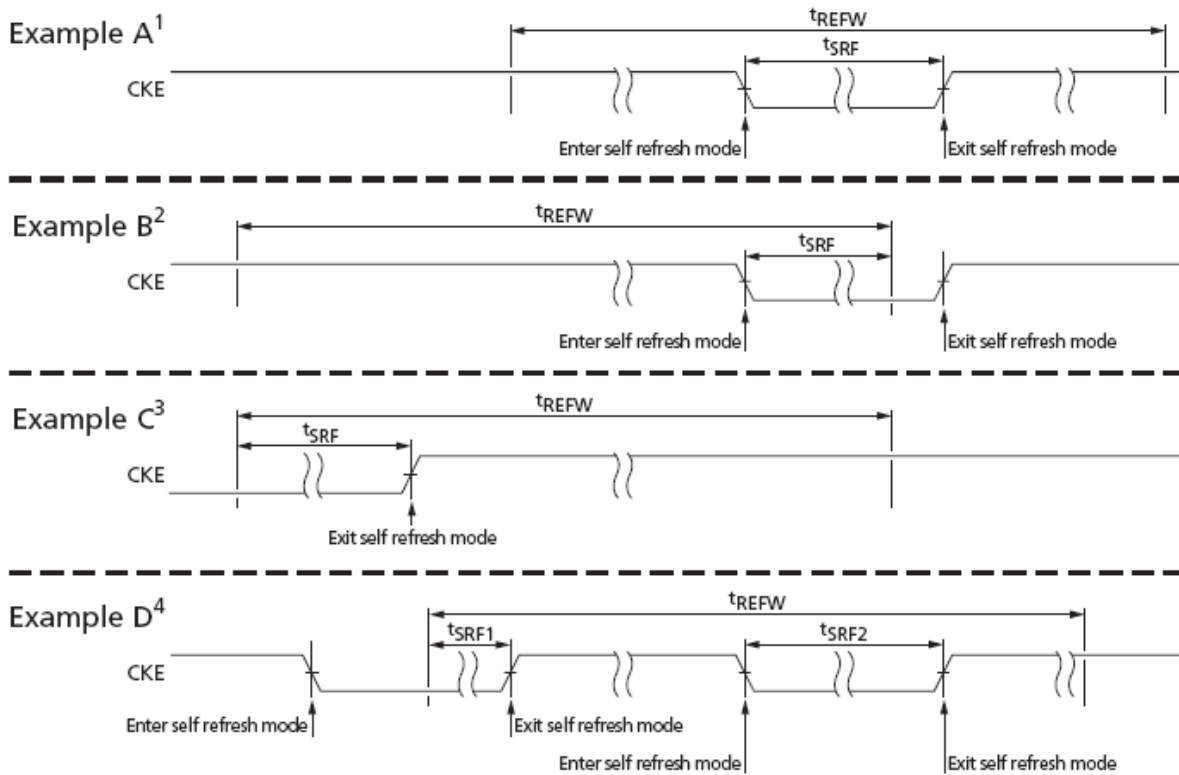 Example A¹
tREFW
tSRF
CKE
Enter self refresh mode
Exit self refresh mode
Example B²
tREFW
tSRF
CKE
Enter self refresh mode
Exit self refresh mode
Example C³
tREFW
tSRF
CKE
Exit self refresh mode
Example D⁴
tREFW
tSRF1
tSRF2
CKE
Enter self refresh mode
Exit self refresh mode
Enter self refresh mode
Exit self refresh mode